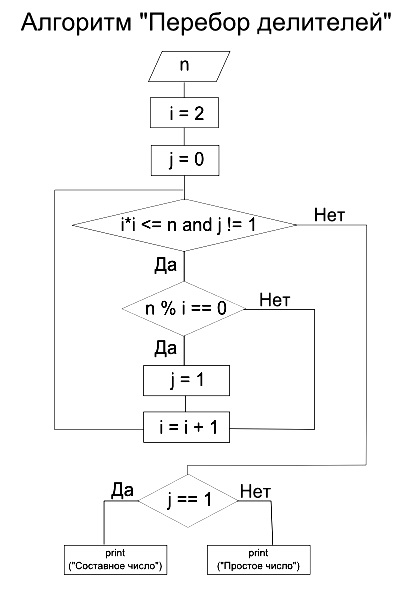 Алгоритм "Перебор делителей"
n
i = 2
j = 0
i*i <= n and j != 1
Нет
Да
n % i == 0
Нет
Да
j = 1
i = i + 1
Да
j == 1
Нет
print
("Составное число")
print
("Простое число")